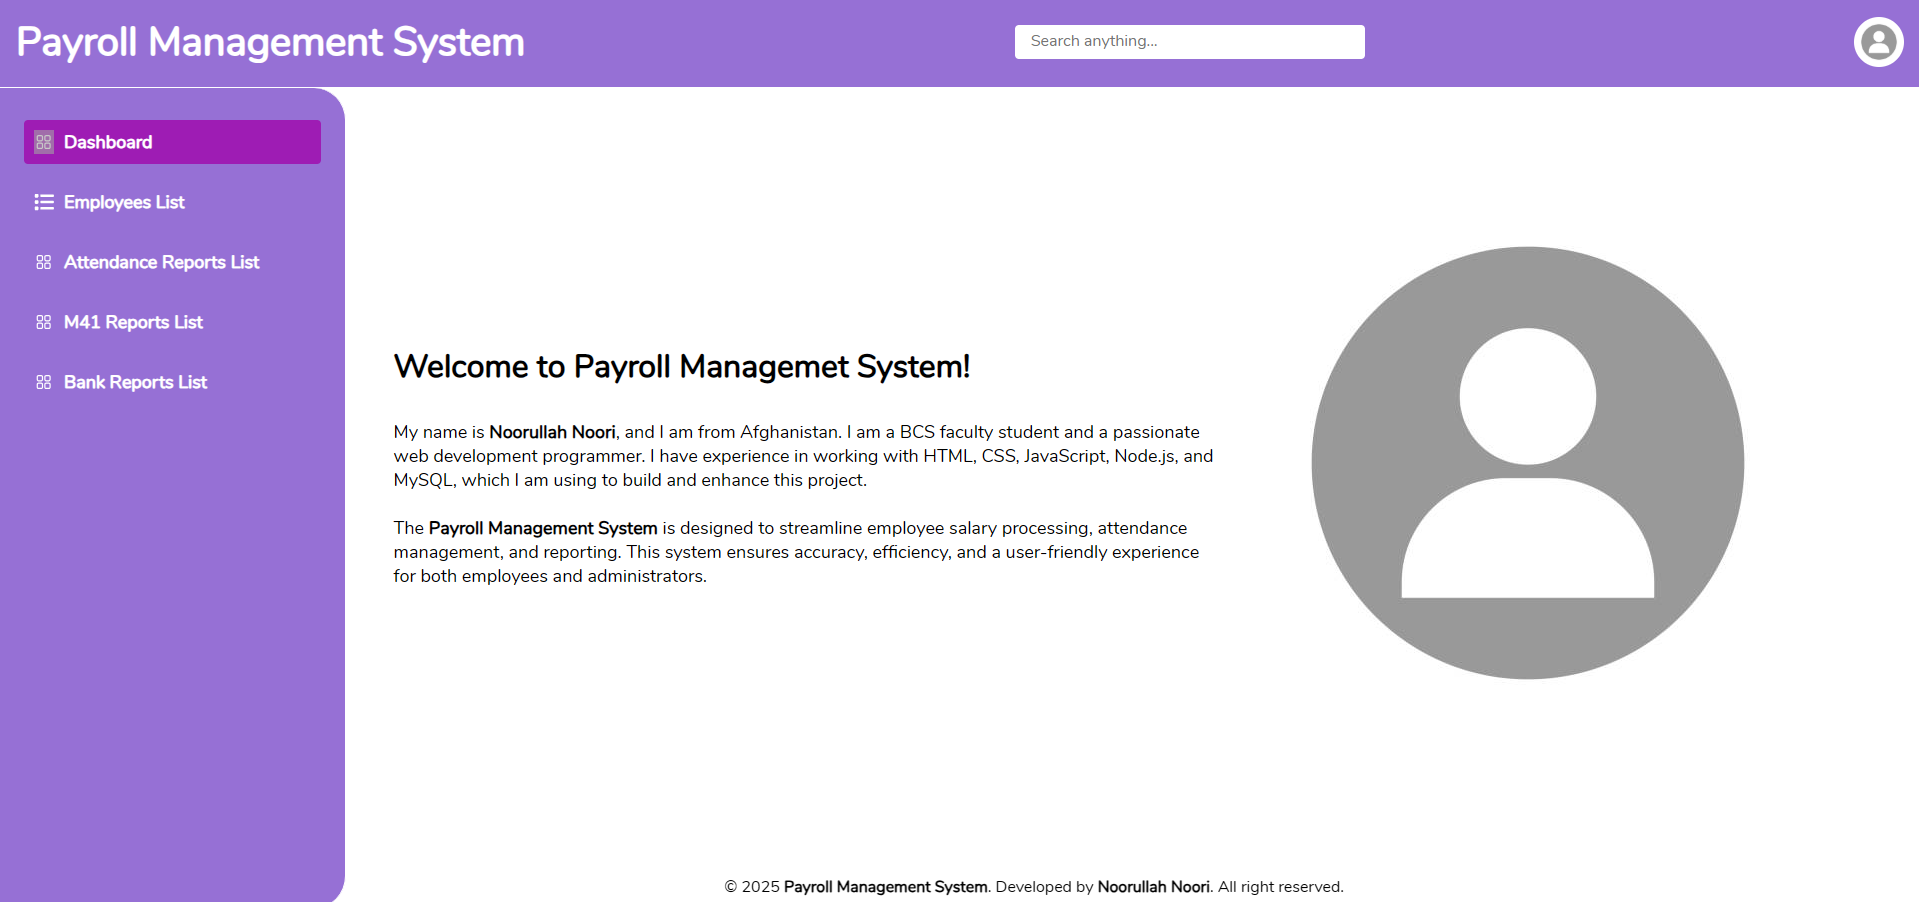 Payroll Management System
Search anything...
Dashboard
Employees List
Attendance Reports List
M41 Reports List
Bank Reports List
Welcome to Payroll Managemet System!
My name is Noorullah Noori, and I am from Afghanistan. I am a BCS faculty student and a passionate
web development programmer. I have experience in working with HTML, CSS, JavaScript, Node.js, and
MySQL, which I am using to build and enhance this project.
The Payroll Management System is designed to streamline employee salary processing, attendance
management, and reporting. This system ensures accuracy, efficiency, and a user-friendly experience
for both employees and administrators.
© 2025 Payroll Management System. Developed by Noorullah Noori. All right reserved.